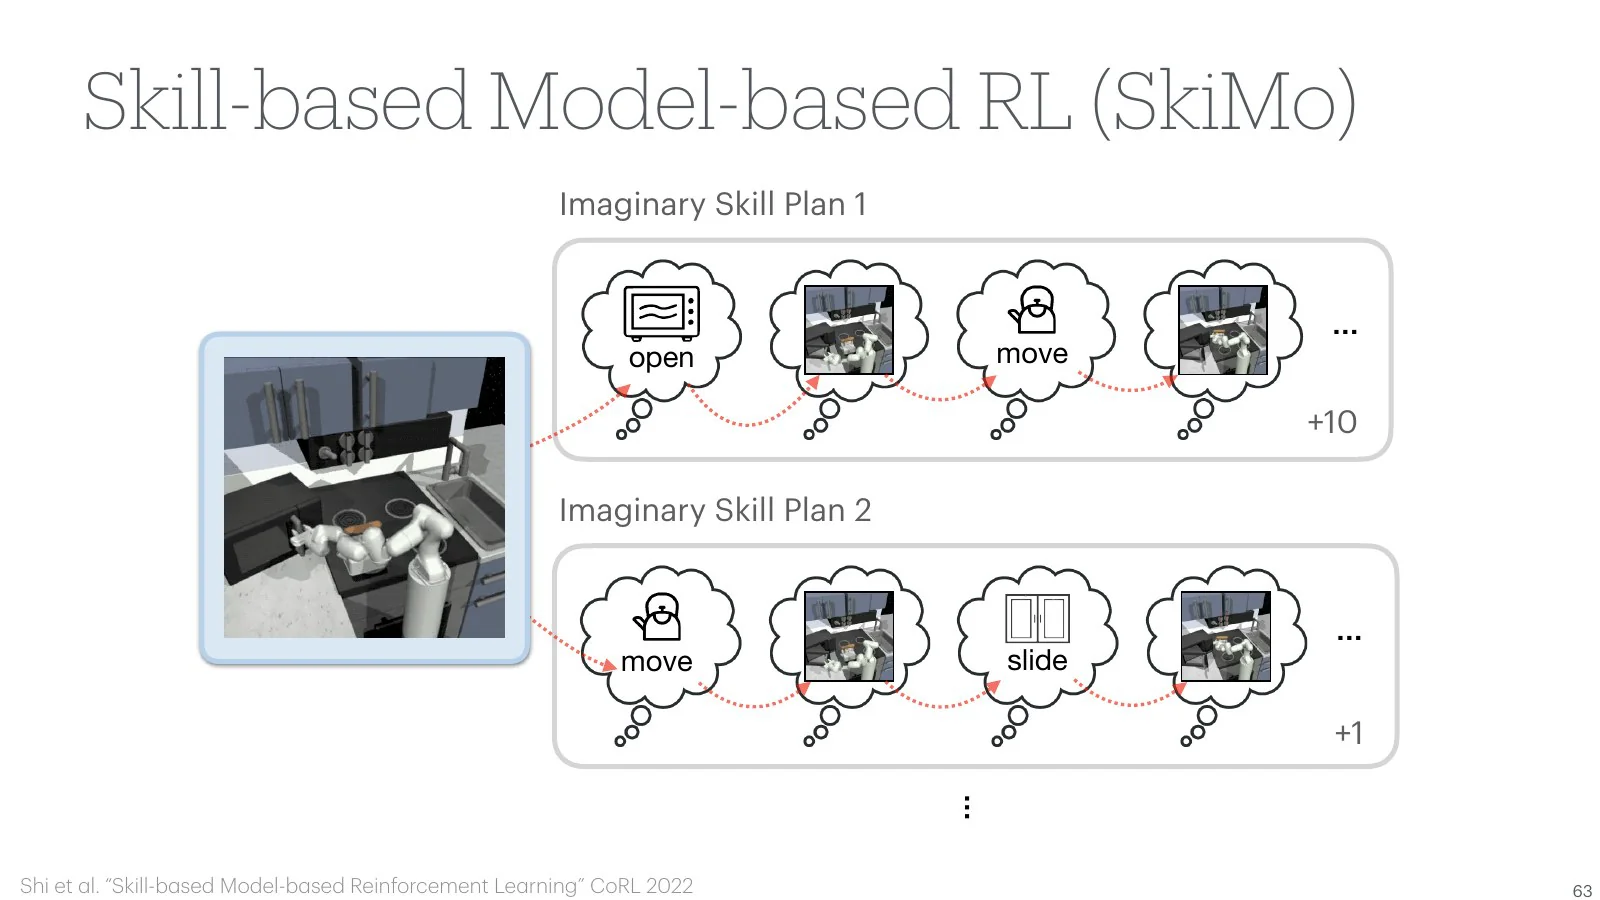 Skill-based Model-based RL (SkiMo)
Imaginary Skill Plan 1
open
move
...
+10
Imaginary Skill Plan 2
move
slide
...
+1
...
Shi et al. “Skill-based Model-based Reinforcement Learning” CoRL 2022
63